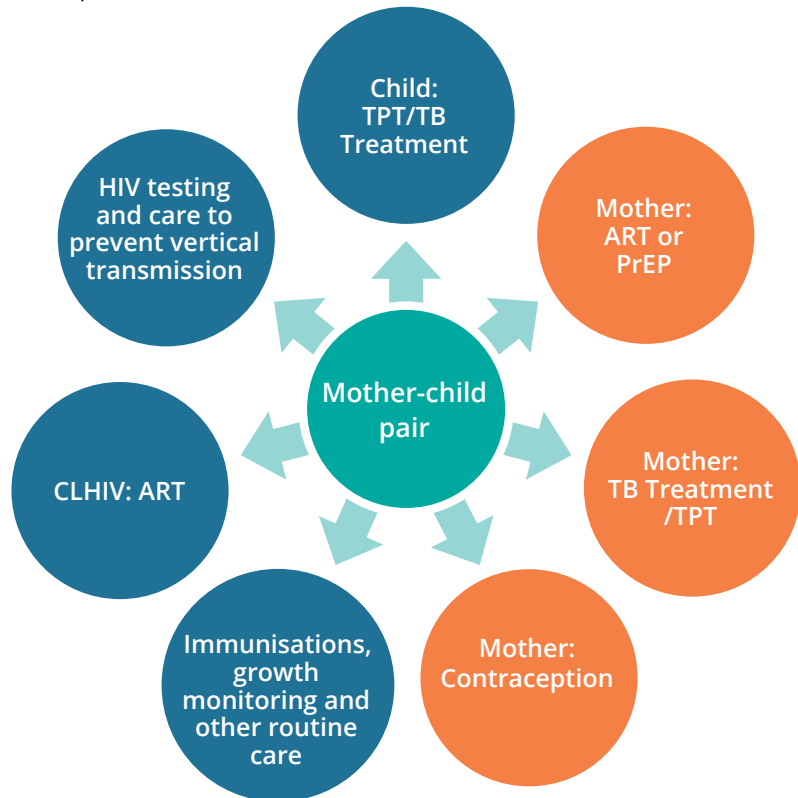 Child:
TPT/TB
Treatment
HIV testing
and care to
prevent vertical
transmission
Mother:
ART or
PrEP
Mother-child
pair
CLHIV: ART
Mother:
TB Treatment
/TPT
Immunisations,
growth
monitoring and
other routine
care
Mother:
Contraception